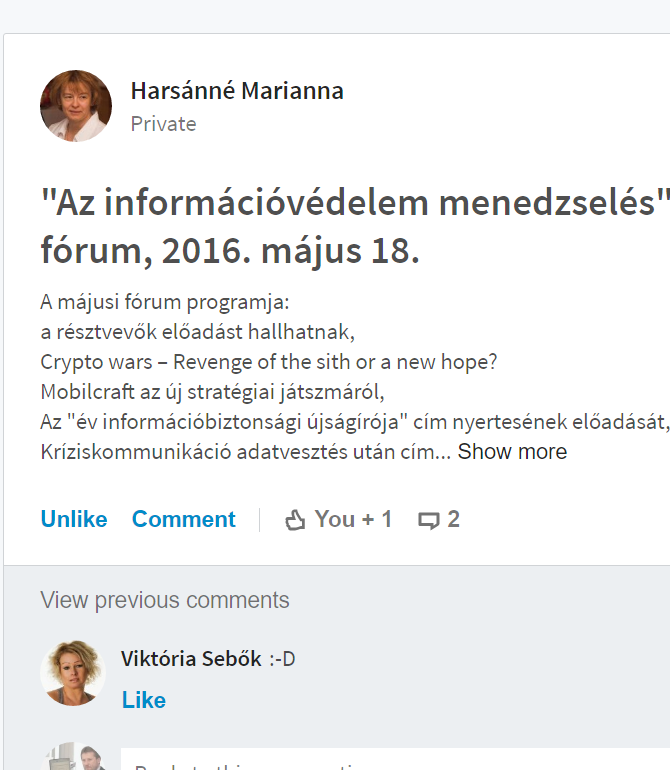 Harsánné Marianna
Private
"Az információvédelem menedzselés"
fórum, 2016. május 18.
A májusi fórum programja:
a résztvevők előadást hallhatnak,
Crypto wars – Revenge of the sith or a new hope?
Mobilcraft az új stratégiai játszmáról,
Az "év információbiztonsági újságírója" cím nyertesének előadását,
Kríziskommunikáció adatvesztés után cím... Show more
Unlike Comment You + 1 2
View previous comments
Viktória Sebők :-D
Like